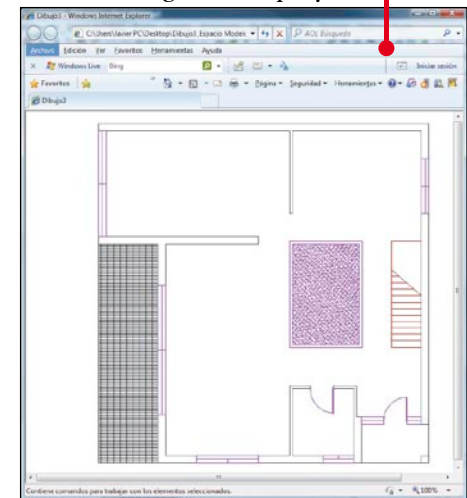 Dibujo3 - Windows Internet Explorer
C:\Users\Javier PC\Desktop\Dibujo3_Espacio Model. AOL Búsqueda
Archivo Edición Ver Favoritos Herramientas Ayuda
Windows Live Bing Iniciar sesión
Favoritos Página Seguridad Herramientas
Dibujo3
Contiene comandos para trabajar con los elementos seleccionados. 100%